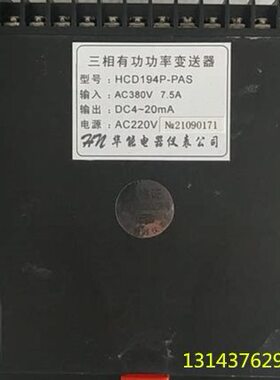 三相有功功率变送器
型号： HCD194P-PAS
输入： AC380V 7.5A
输出： DC4~20mA
电源： AC220V №21090171
HN 华能电器仪表公司
131437629